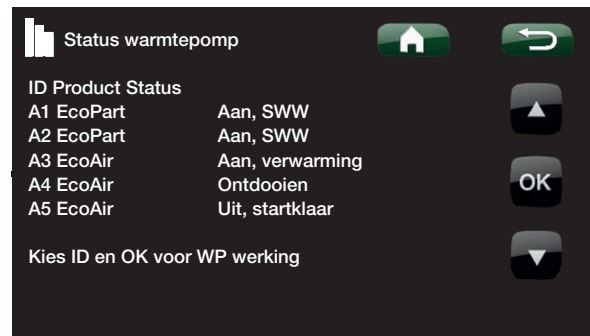 Status warmtepomp
ID Product Status
A1 EcoPart Aan, SWW
A2 EcoPart Aan, SWW
A3 EcoAir Aan, verwarming
A4 EcoAir Ontdooien
OK
A5 EcoAir Uit, startklaar
Kies ID en OK voor WP werking